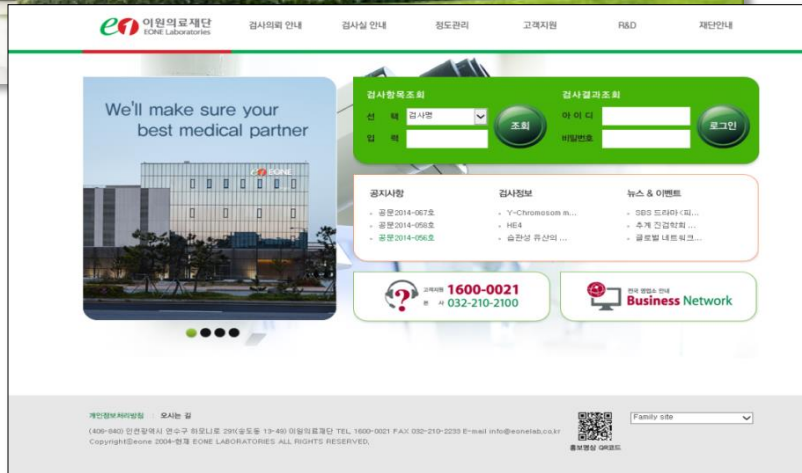 이원의료재단
EONE Laboratories
검사의뢰 안내
검사실 안내
정도관리
고객지원
R&D
재단안내
We'll make sure your
best medical partner
EONE
검사항목조회
선 택
검사명
입 력
조회
검사결과조회
아 이 디
비밀번호
로그인
공지사항
· 공문2014-067호
· 공문2014-058호
· 공문2014-056호
검사정보
· Y-Chromosom m...
· HE4
· 습관성 유산의 ...
뉴스 & 이벤트
· SBS 드라마<피...
· 추계 진검학회 ...
· 글로벌 네트워크...
고객지원 1600-0021
본 사 032-210-2100
전국 영업소 안내
Business Network
개인정보처리방침 | 오시는 길
(406-840) 인천광역시 연수구 하모니로 291(송도동 13-49) 이원의료재단 TEL. 1600-0021 FAX 032-210-2233 E-mail info@eonelab.co.kr
Copyright©eone 2004-현재 EONE LABORATORIES ALL RIGHTS RESERVED.
홍보영상 QR코드
Family site